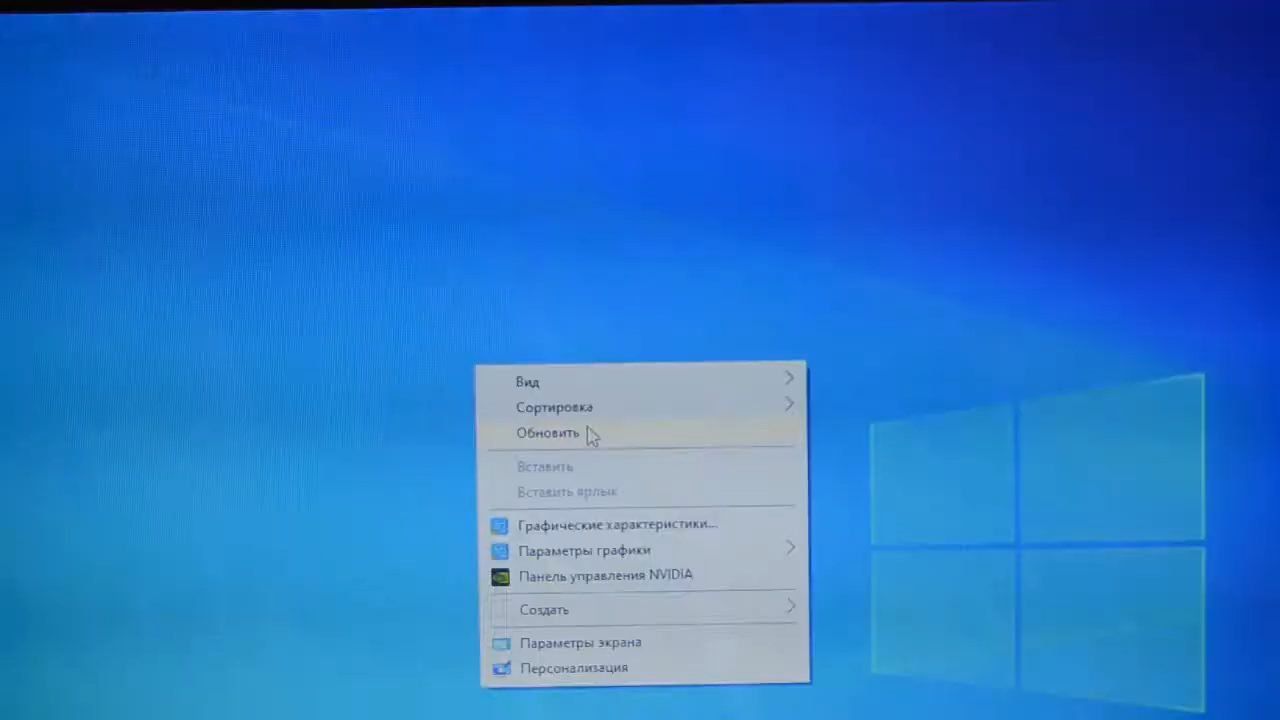 Вид
Сортировка
Обновить
Вставить
Вставить ярлык
Графические характеристики...
Параметры графики
Панель управления NVIDIA
Создать
Параметры экрана
Персонализация